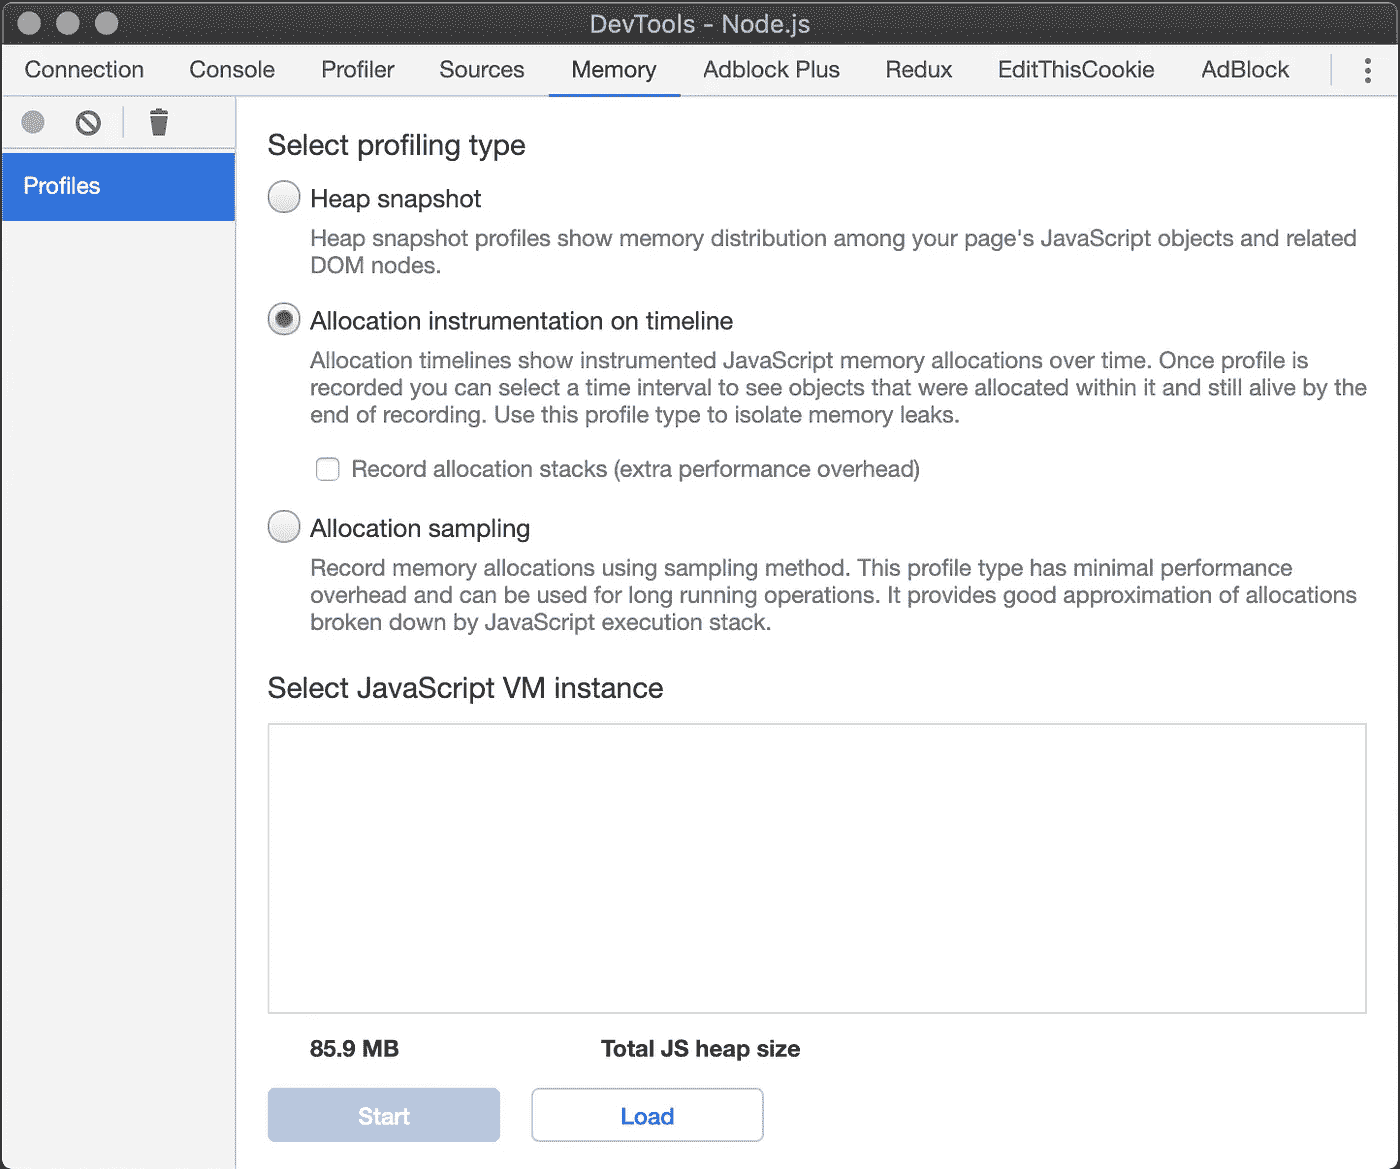 DevTools - Node.js
Connection Console Profiler Sources Memory Adblock Plus Redux EditThisCookie AdBlock
Profiles
Select profiling type
Heap snapshot
Heap snapshot profiles show memory distribution among your page's JavaScript objects and related
DOM nodes.
Allocation instrumentation on timeline
Allocation timelines show instrumented JavaScript memory allocations over time. Once profile is
recorded you can select a time interval to see objects that were allocated within it and still alive by the
end of recording. Use this profile type to isolate memory leaks.
Record allocation stacks (extra performance overhead)
Allocation sampling
Record memory allocations using sampling method. This profile type has minimal performance
overhead and can be used for long running operations. It provides good approximation of allocations
broken down by JavaScript execution stack.
Select JavaScript VM instance
85.9 MB Total JS heap size
Start Load